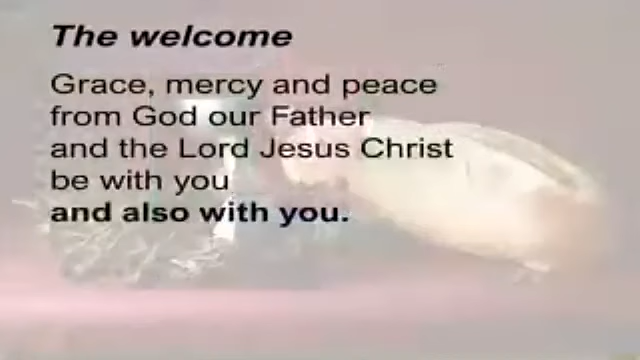 The welcome
Grace, mercy and peace
from God our Father
and the Lord Jesus Christ
be with you
and also with you.